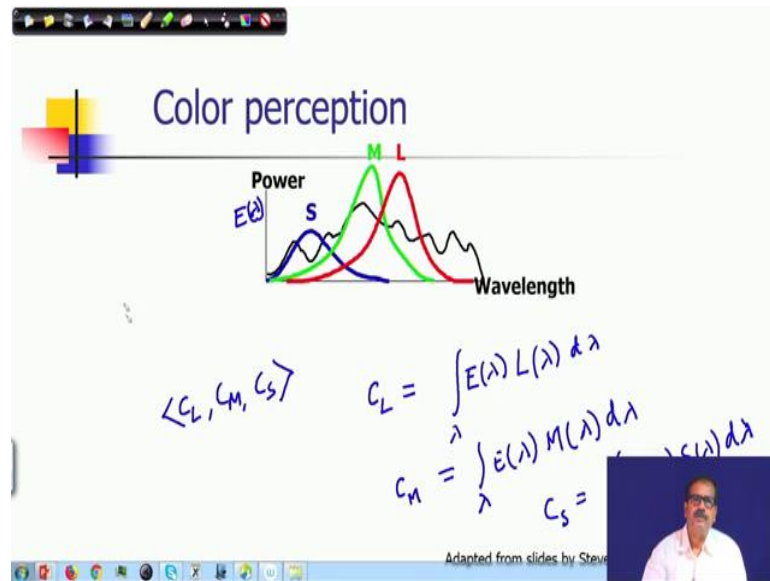 Color perception
M L
Power
E(λ) S
Wavelength
<C_L, C_M, C_S> C_L = ∫_λ E(λ) L(λ) dλ
C_M = ∫_λ E(λ) M(λ) dλ
C_S = λ) S(λ) dλ
Adapted from slides by Steve